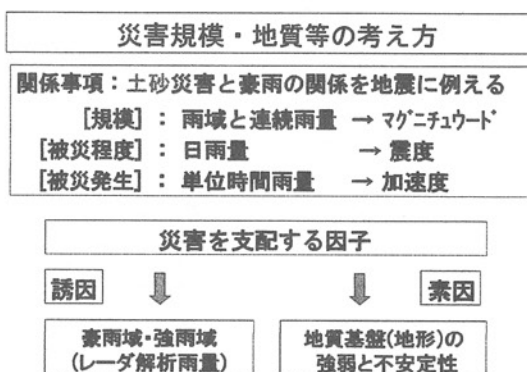 災害規模・地質等の考え方
関係事項：土砂災害と豪雨の関係を地震に例える
[規模]： 雨域と連続雨量 → マグニチュウード
[被災程度]： 日雨量 → 震度
[被災発生]： 単位時間雨量 → 加速度
災害を支配する因子
誘因 素因
豪雨域・強雨域
(レーダ解析雨量)
地質基盤(地形)の
強弱と不安定性